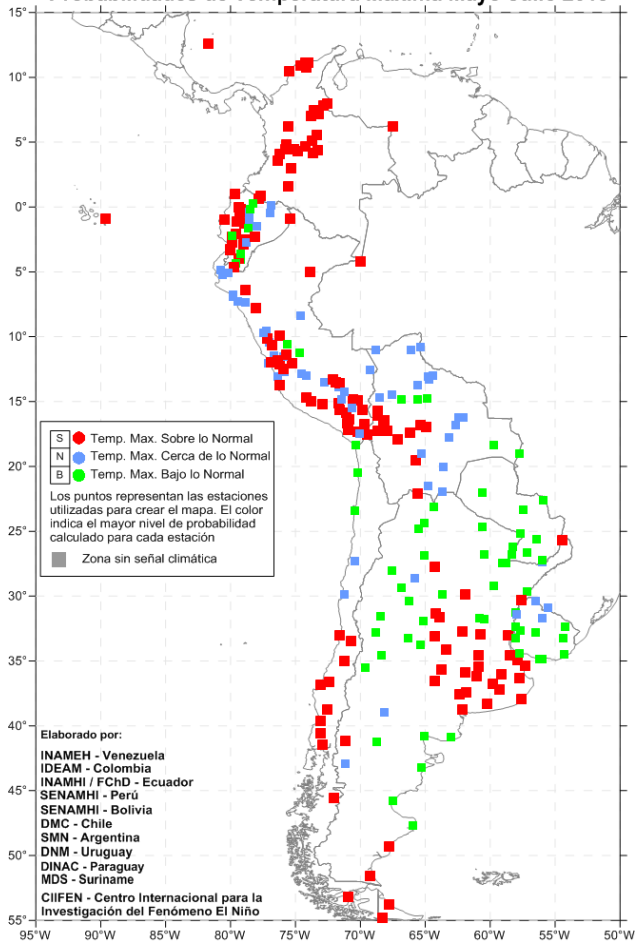 15°N
10°N
5°N
0°N
5°S
10°S
15°S
20°S
25°S
30°S
35°S
40°S
45°S
50°S
55°S
S Temp. Max. Sobre lo Normal
N Temp. Max. Cerca de lo Normal
B Temp. Max. Bajo lo Normal
Los puntos representan las estaciones
utilizadas para crear el mapa. El color
indica el mayor nivel de probabilidad
calculado para cada estación
Zona sin señal climática
Elaborado por:
INAMEH - Venezuela
IDEAM - Colombia
INAMHI / FChD - Ecuador
SENAMHI - Perú
SENAMHI - Bolivia
DMC - Chile
SMN - Argentina
DNM - Uruguay
DINAC - Paraguay
MDS - Suriname
CIIFEN - Centro Internacional para la
Investigación del Fenómeno El Niño
95°W 90°W 85°W 80°W 75°W 70°W 65°W 60°W 55°W 50°W